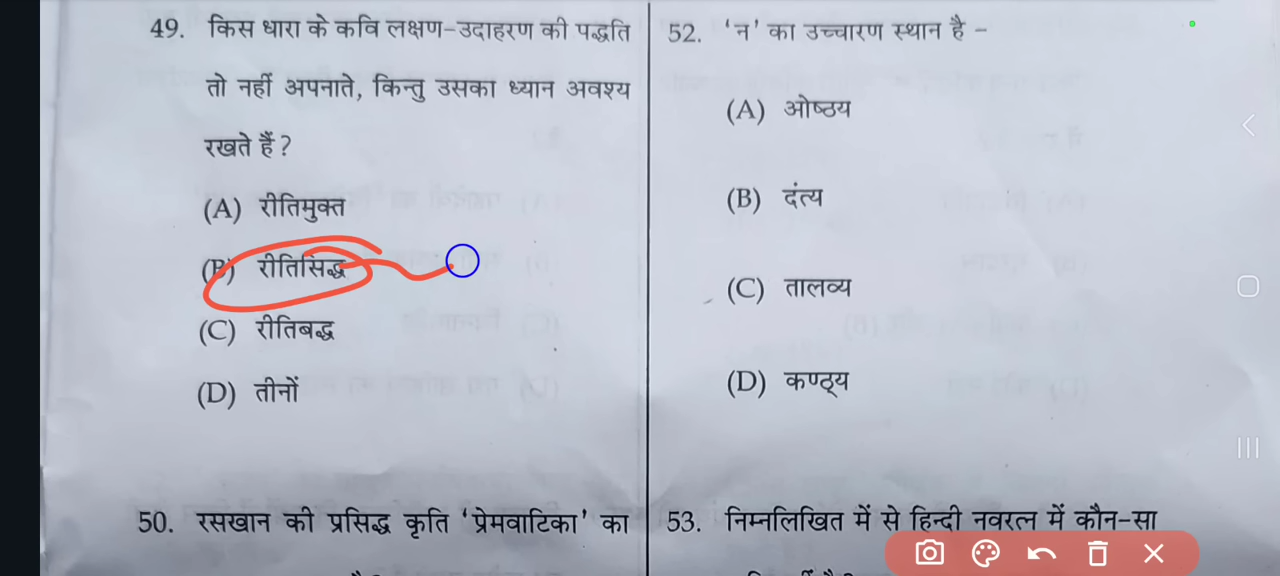 49. किस धारा के कवि लक्षण-उदाहरण की पद्धति
तो नहीं अपनाते, किन्तु उसका ध्यान अवश्य
रखते हैं?
(A) रीतिमुक्त
(B) रीतिसिद्ध
(C) रीतिबद्ध
(D) तीनों
50. रसखान की प्रसिद्ध कृति 'प्रेमवाटिका' का
52. 'न' का उच्चारण स्थान है -
(A) ओष्ठय
(B) दंत्य
(C) तालव्य
(D) कण्ठ्य
53. निम्नलिखित में से हिन्दी नवरत्न में कौन-सा